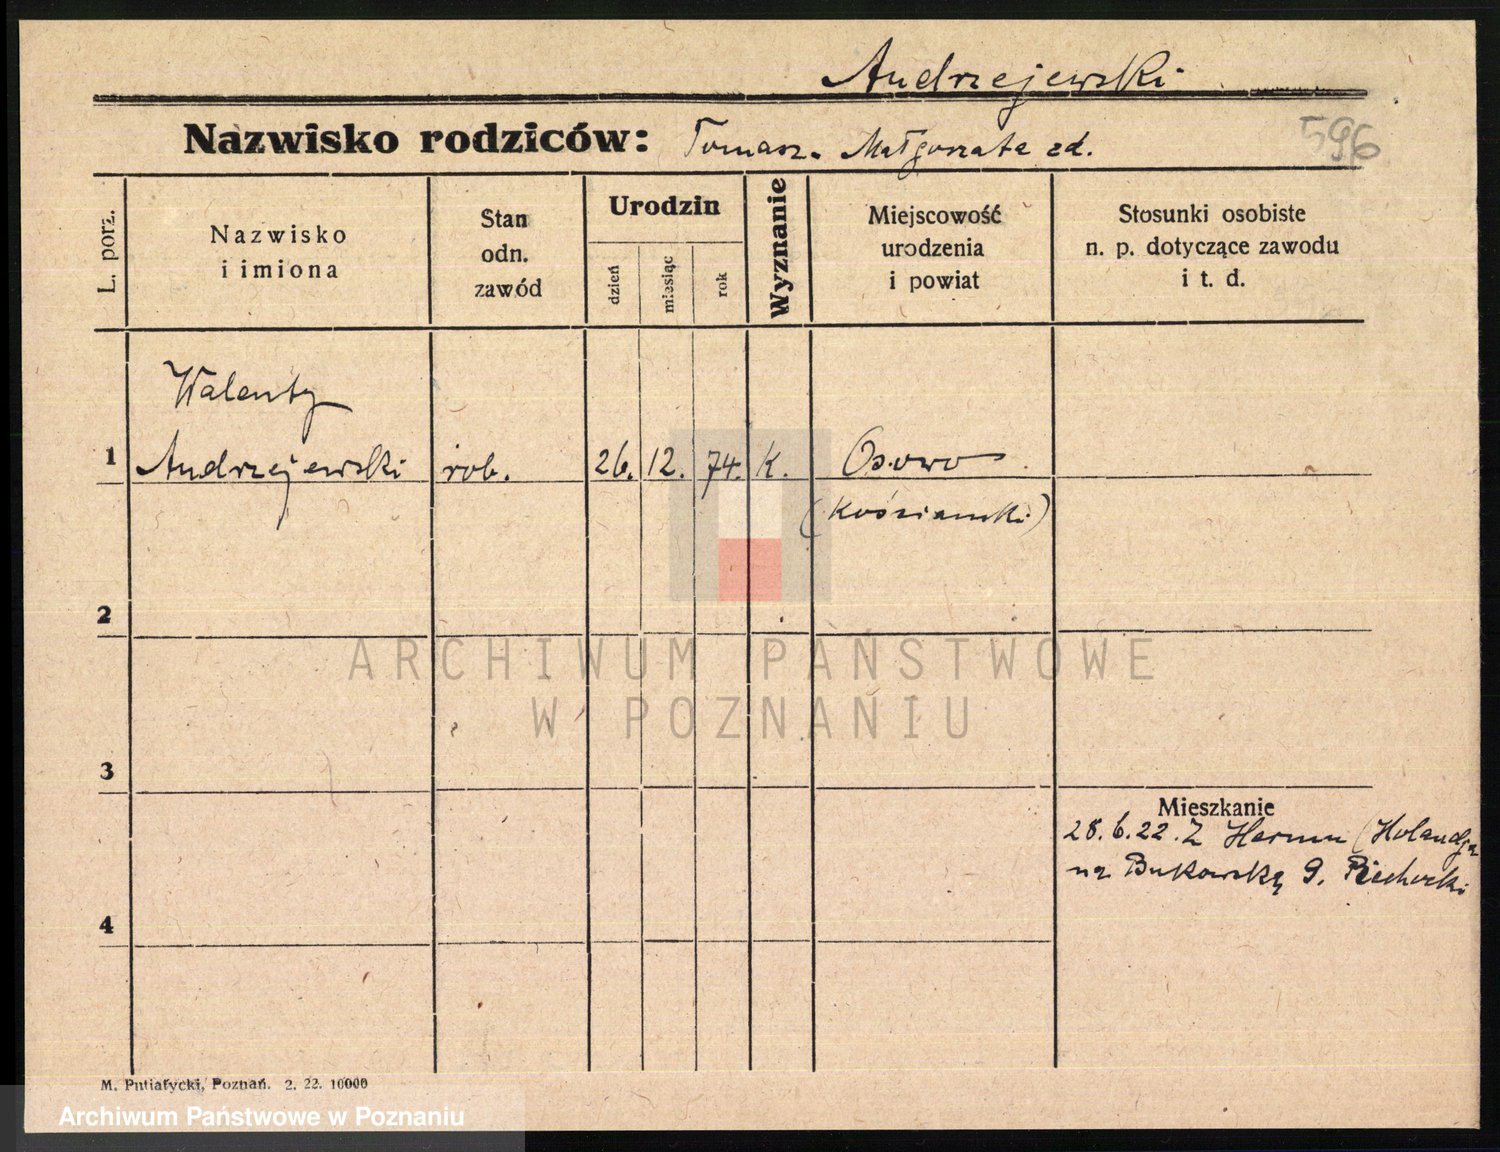 Andrzejewski
Nazwisko rodziców: Tomasz. Małgorzata zd.
596
L. porz.
Nazwisko
i imiona
Stan
odn.
zawód
Urodzin
dzień
miesiąc
rok
Wyznanie
Miejscowość
urodzenia
i powiat
Stosunki osobiste
n. p. dotyczące zawodu
i t. d.
Walenty
1 Andrzejewski rob. 26. 12. 74. K. Osowo
(Kościański)
2
ARCHIWUM PAŃSTWOWE
W POZNANIU
3
Mieszkanie
28.6.22. Z (Holandja
na Bukowską 9. Piechocki
4
M. Putiatycki, Poznań. 2. 22. 10000
Archiwum Państwowe w Poznaniu